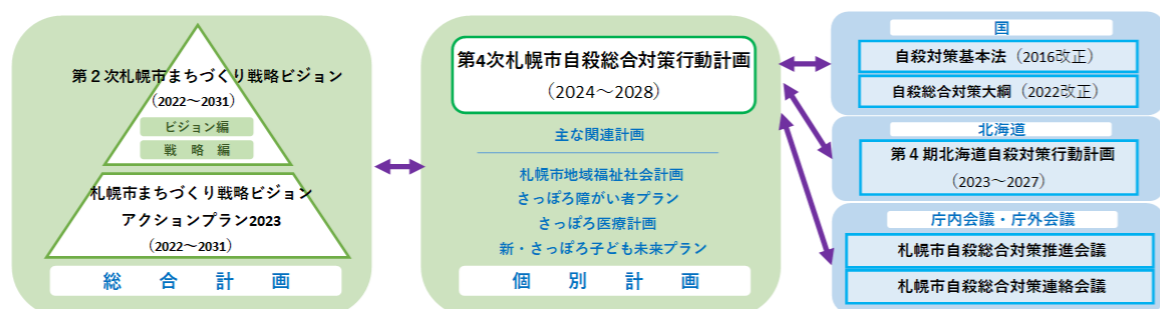 第２次札幌市まちづくり戦略ビジョン
（2022～2031）
ビジョン編
戦 略 編
札幌市まちづくり戦略ビジョン
アクションプラン2023
（2022～2031）
総 合 計 画
第4次札幌市自殺総合対策行動計画
（2024～2028）
主な関連計画
札幌市地域福祉社会計画
さっぽろ障がい者プラン
さっぽろ医療計画
新・さっぽろ子ども未来プラン
個 別 計 画
国
自殺対策基本法（2016改正）
自殺総合対策大綱（2022改正）
北海道
第４期北海道自殺対策行動計画
（2023～2027）
庁内会議・庁外会議
札幌市自殺総合対策推進会議
札幌市自殺総合対策連絡会議